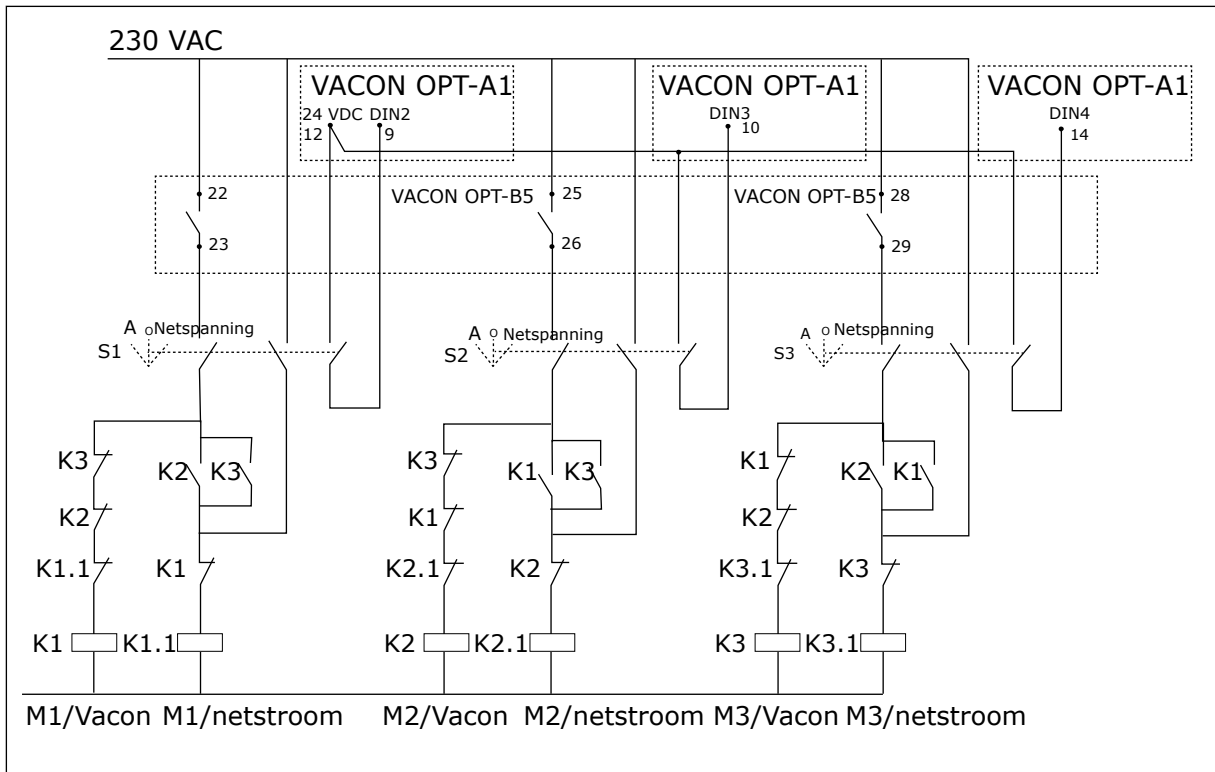 230 VAC
VACON OPT-A1 VACON OPT-A1 VACON OPT-A1
24 VDC DIN2 DIN3 DIN4
12 9 10 14
22 VACON OPT-B5 25 VACON OPT-B5 28
23 26 29
A o Netspanning A o Netspanning A o Netspanning
S1 S2 S3
K3 K2 K3 K3 K1 K3 K1 K2 K1
K2 K1 K2
K1.1 K1 K2.1 K2 K3.1 K3
K1 K1.1 K2 K2.1 K3 K3.1
M1/Vacon M1/netstroom M2/Vacon M2/netstroom M3/Vacon M3/netstroom